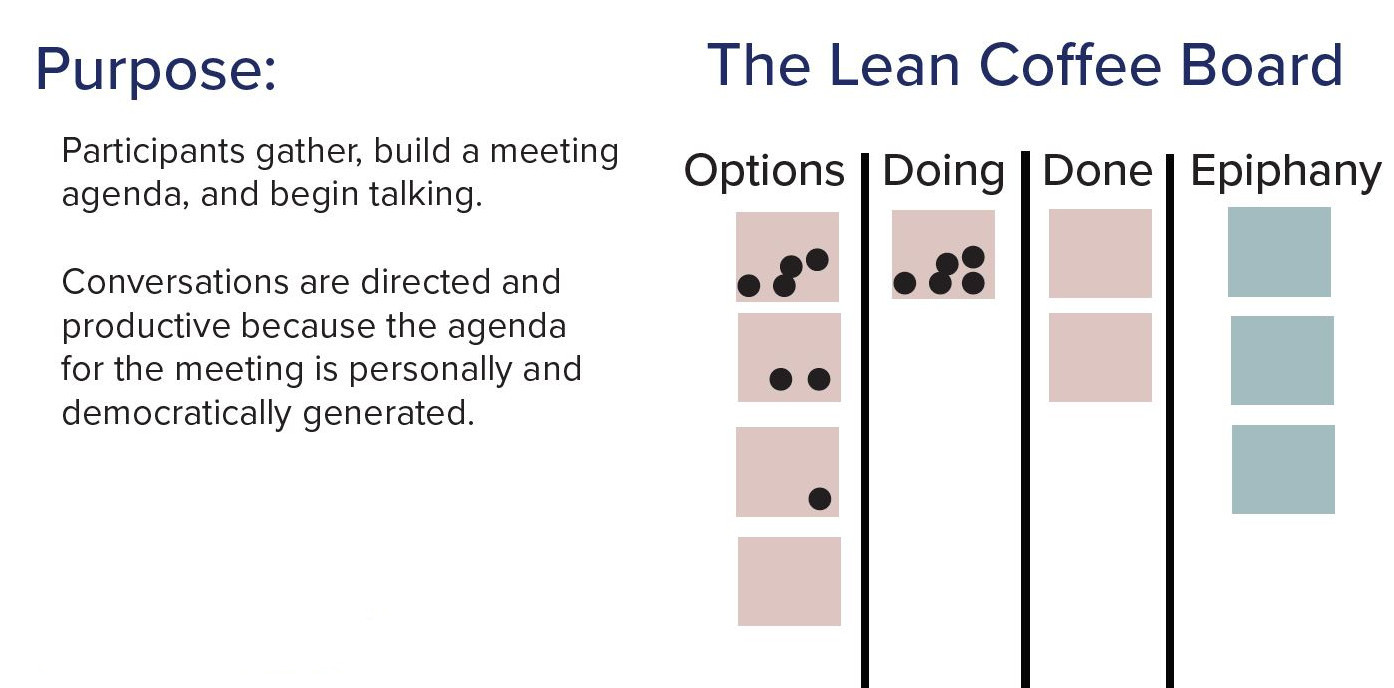 Purpose:
Participants gather, build a meeting
agenda, and begin talking.
Conversations are directed and
productive because the agenda
for the meeting is personally and
democratically generated.
The Lean Coffee Board
Options Doing Done Epiphany